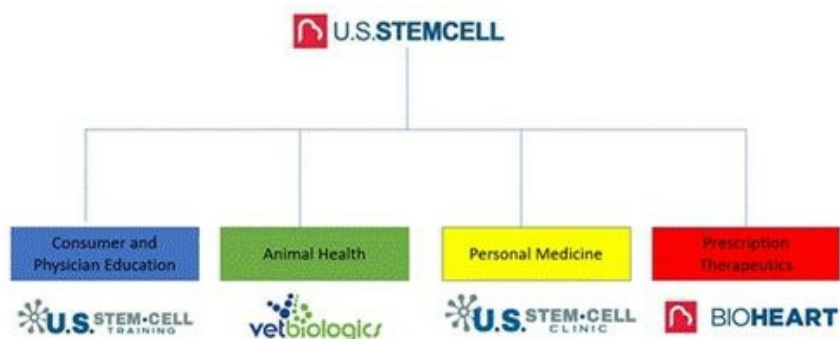 U.S.STEMCELL
Consumer and
Physician Education
Animal Health
Personal Medicine
Prescription
Therapeutics
U.S. STEM•CELL
TRAINING
vetbiologics
U.S. STEM•CELL
CLINIC
BIOHEART